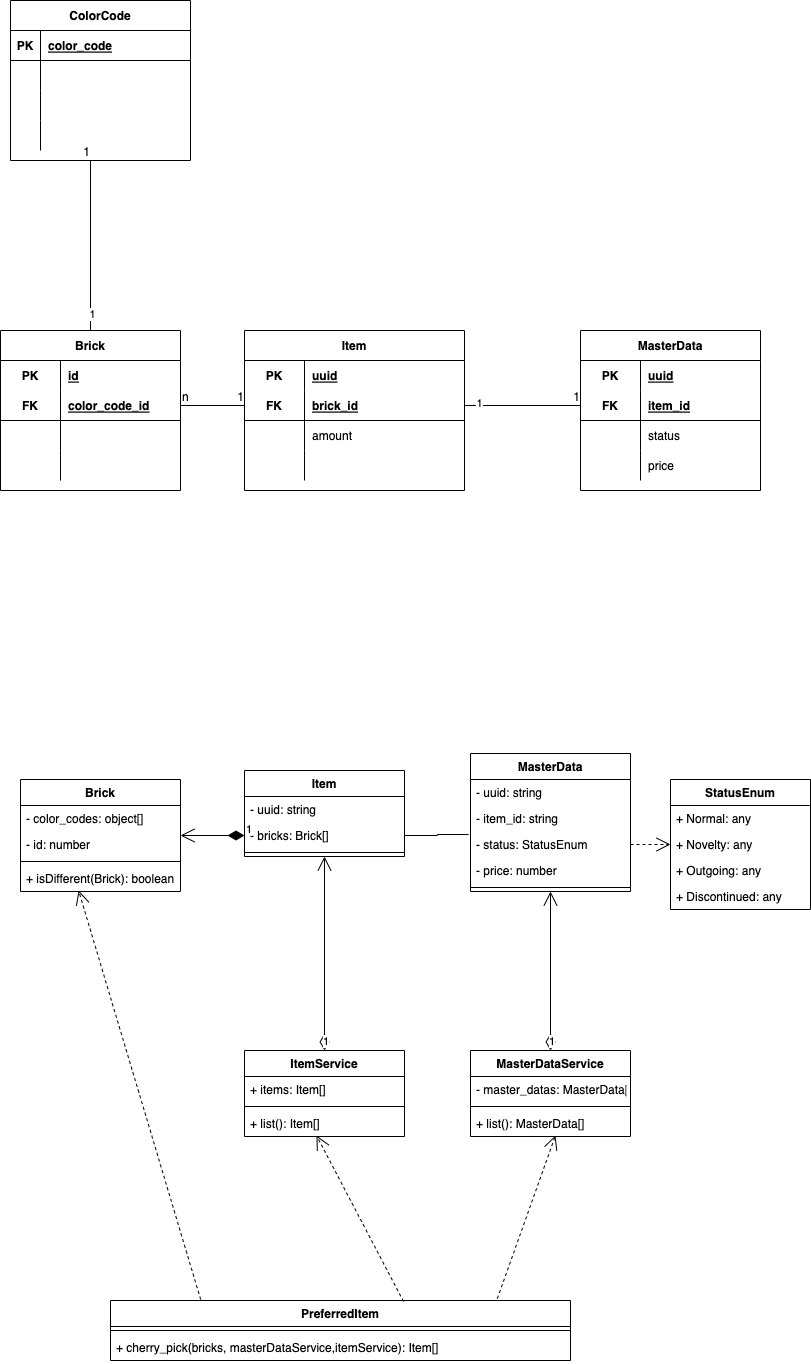 ColorCode
PK color_code
1
1
Brick
PK id
FK color_code_id
n
1
Item
PK uuid
FK brick_id
amount
1
1
MasterData
PK uuid
FK item_id
status
price
Brick
- color_codes: object[]
- id: number
+ isDifferent(Brick): boolean
Item
- uuid: string
1
- bricks: Brick[]
MasterData
- uuid: string
- item_id: string
- status: StatusEnum
- price: number
StatusEnum
+ Normal: any
+ Novelty: any
+ Outgoing: any
+ Discontinued: any
1
ItemService
+ items: Item[]
+ list(): Item[]
1
MasterDataService
- master_datas: MasterData[
+ list(): MasterData[]
PreferredItem
+ cherry_pick(bricks, masterDataService,itemService): Item[]